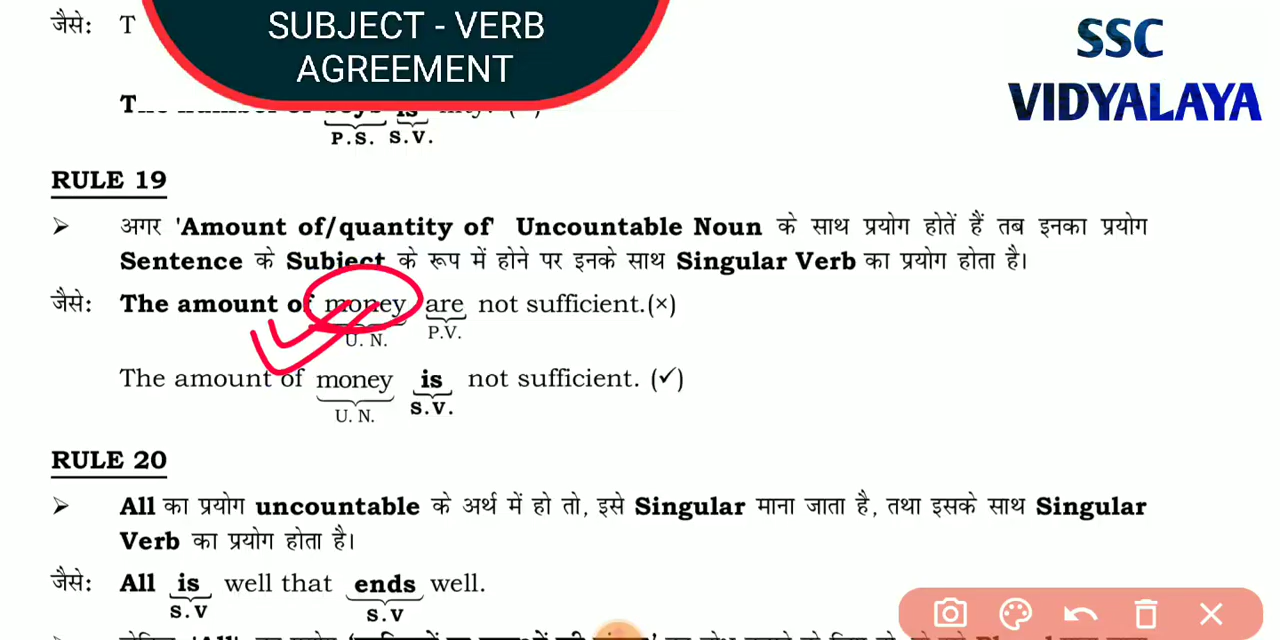 जैसे: T
SUBJECT - VERB
AGREEMENT
SSC
VIDYALAYA
P.S. S.V.
RULE 19
➢ अगर 'Amount of/quantity of' Uncountable Noun के साथ प्रयोग होतें हैं तब इनका प्रयोग
Sentence के Subject के रूप में होने पर इनके साथ Singular Verb का प्रयोग होता है।
जैसे: The amount of money are not sufficient.(×)
U. N. P.V.
The amount of money is not sufficient. (✓)
U. N. S.V.
RULE 20
➢ All का प्रयोग uncountable के अर्थ में हो तो, इसे Singular माना जाता है, तथा इसके साथ Singular
Verb का प्रयोग होता है।
जैसे: All is well that ends well.
S.V S.V